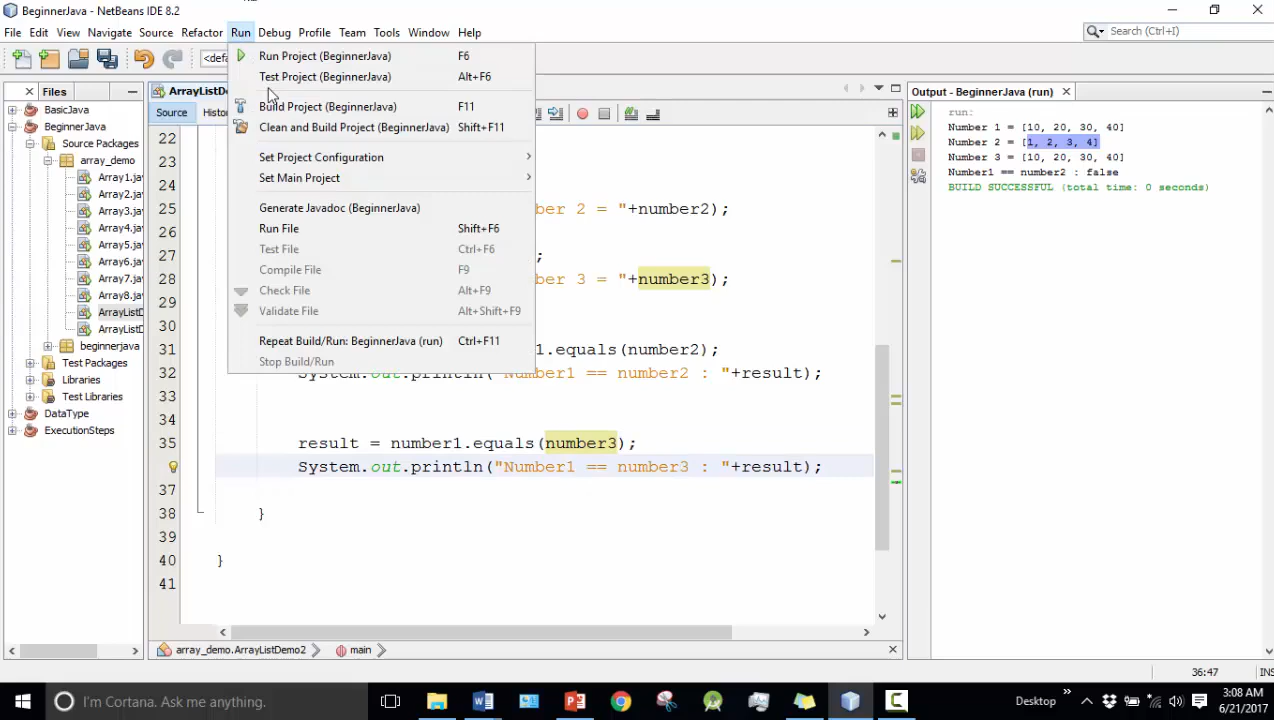 BeginnerJava - NetBeans IDE 8.2
File Edit View Navigate Source Refactor Run Debug Profile Team Tools Window Help
Search (Ctrl+I)
Run Project (BeginnerJava) F6
Test Project (BeginnerJava) Alt+F6
Build Project (BeginnerJava) F11
Clean and Build Project (BeginnerJava) Shift+F11
Set Project Configuration
Set Main Project
Generate Javadoc (BeginnerJava)
Run File Shift+F6
Test File Ctrl+F6
Compile File F9
Check File Alt+F9
Validate File Alt+Shift+F9
Repeat Build/Run: BeginnerJava (run) Ctrl+F11
Stop Build/Run
Files
BasicJava
BeginnerJava
Source Packages
array_demo
Array1.ja
Array2.ja
Array3.ja
Array4.ja
Array5.ja
Array6.ja
Array7.ja
Array8.ja
ArrayListD
ArrayListD
beginnerjava
Test Packages
Libraries
Test Libraries
DataType
ExecutionSteps
<def
ArrayListDe
Source Histor
22
23
24
25 ber 2 = "+number2);
26
27 ;
28 ber 3 = "+number3);
29
30
31 1.equals(number2);
32 System.out.println("Number1 == number2 : "+result);
33
34
35 result = number1.equals(number3);
System.out.println("Number1 == number3 : "+result);
37
38 }
39
40 }
41
array_demo.ArrayListDemo2 main
Output - BeginnerJava (run)
run:
Number 1 = [10, 20, 30, 40]
Number 2 = [1, 2, 3, 4]
Number 3 = [10, 20, 30, 40]
Number1 == number2 : false
BUILD SUCCESSFUL (total time: 0 seconds)
36:47 INS
I'm Cortana. Ask me anything.
Desktop
3:08 AM
6/21/2017